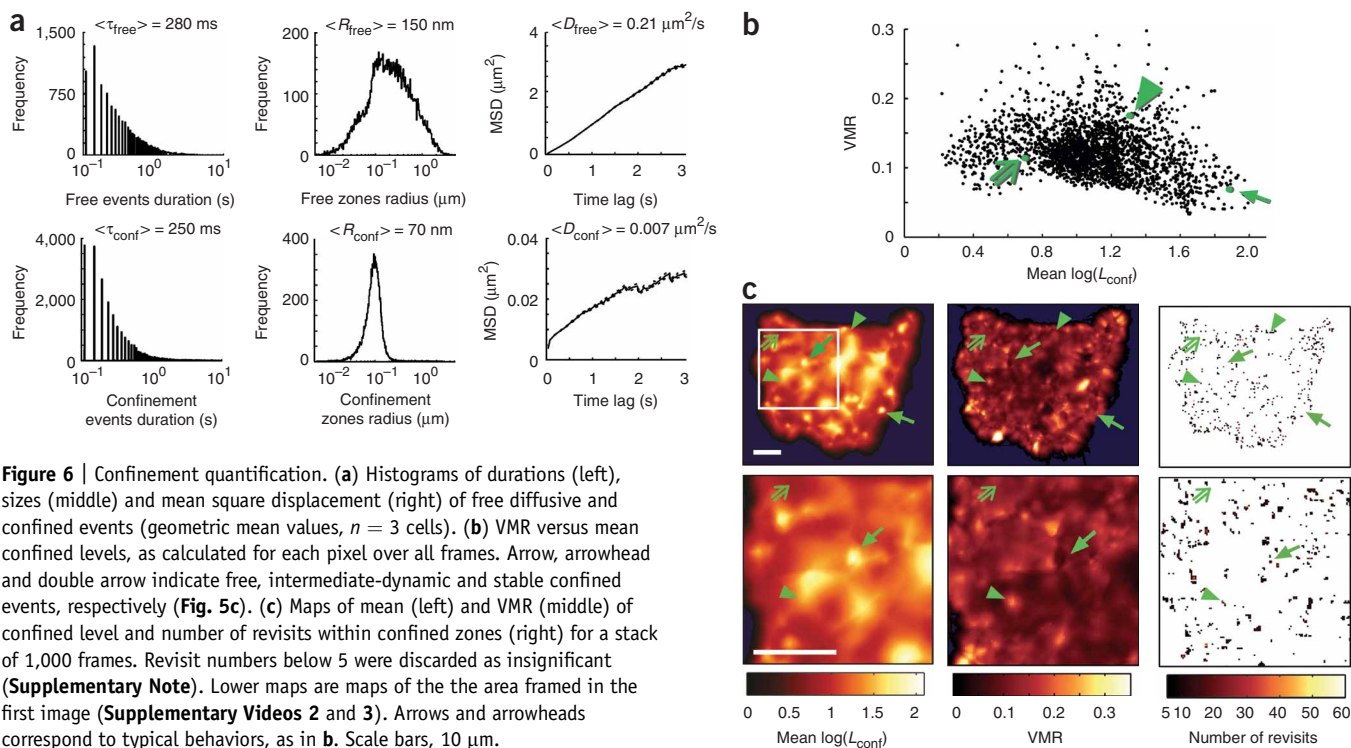 a
<τfree> = 280 ms
1,500
750
0
Frequency
10⁻¹ 10⁰ 10¹
Free events duration (s)
<Rfree> = 150 nm
200
100
0
Frequency
10⁻² 10⁻¹ 10⁰
Free zones radius (μm)
<Dfree> = 0.21 μm²/s
4
2
0
MSD (μm²)
0 1 2 3
Time lag (s)
<τconf> = 250 ms
4,000
2,000
0
Frequency
10⁻¹ 10⁰ 10¹
Confinement
events duration (s)
<Rconf> = 70 nm
400
200
0
Frequency
10⁻² 10⁻¹ 10⁰
Confinement
zones radius (μm)
<Dconf> = 0.007 μm²/s
0.04
0.02
0
MSD (μm²)
0 1 2 3
Time lag (s)
b
0.3
0.2
0.1
0
VMR
0 0.4 0.8 1.2 1.6 2.0
Mean log(Lconf)
c
0 0.5 1 1.5 2
Mean log(Lconf)
0 0.1 0.2 0.3
VMR
5 10 20 30 40 50 60
Number of revisits
Figure 6 | Confinement quantification. (a) Histograms of durations (left),
sizes (middle) and mean square displacement (right) of free diffusive and
confined events (geometric mean values, n = 3 cells). (b) VMR versus mean
confined levels, as calculated for each pixel over all frames. Arrow, arrowhead
and double arrow indicate free, intermediate-dynamic and stable confined
events, respectively (Fig. 5c). (c) Maps of mean (left) and VMR (middle) of
confined level and number of revisits within confined zones (right) for a stack
of 1,000 frames. Revisit numbers below 5 were discarded as insignificant
(Supplementary Note). Lower maps are maps of the the area framed in the
first image (Supplementary Videos 2 and 3). Arrows and arrowheads
correspond to typical behaviors, as in b. Scale bars, 10 μm.